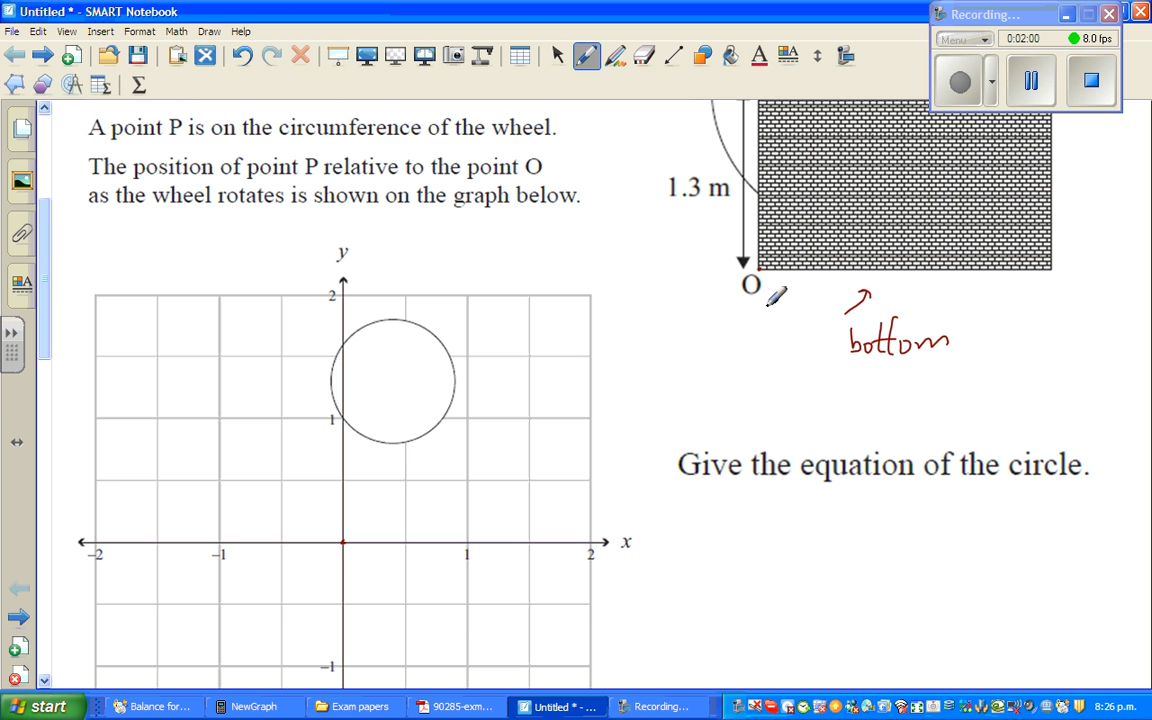 Untitled * - SMART Notebook
Recording...
File Edit View Insert Format Math Draw Help
Menu 0:02:00 8.0 fps
A point P is on the circumference of the wheel.
The position of point P relative to the point O
as the wheel rotates is shown on the graph below.
1.3 m
O
bottom
y
2
1
-2 -1 1 2 x
-1
Give the equation of the circle.
start Balance for... NewGraph Exam papers 90285-exm... Untitled * - ... Recording... 8:26 p.m.